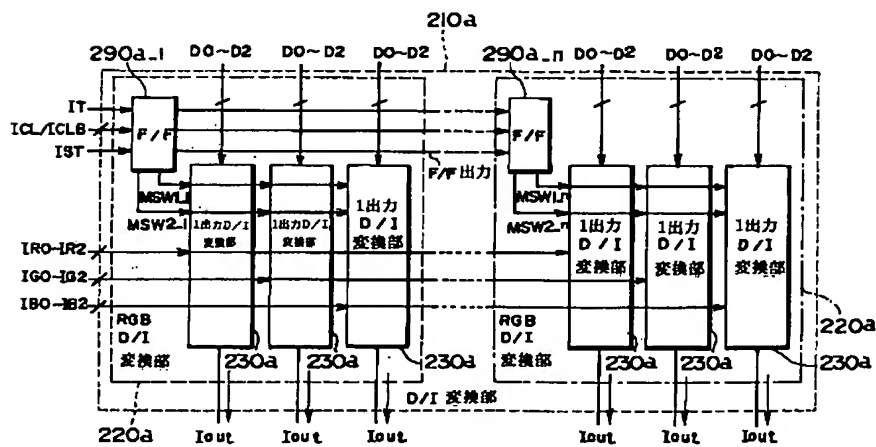 210a
290a_1
D0~D2
D0~D2
D0~D2
290a_n
D0~D2
D0~D2
D0~D2
IT
ICL/ICLB
IST
F/F
F/F
F/F 出力
MSW1_1
MSW2_1
MSW1_n
MSW2_n
1出力D/I
変換部
1出力D/I
変換部
1出力
D/I
変換部
1出力
D/I
変換部
1出力
D/I
変換部
1出力
D/I
変換部
IR0-IR2
IG0-IG2
IB0-IB2
RGB
D/I
変換部
RGB
D/I
変換部
230a
230a
230a
230a
230a
230a
220a
220a
D/I 変換部
Iout
Iout
Iout
Iout
Iout
Iout